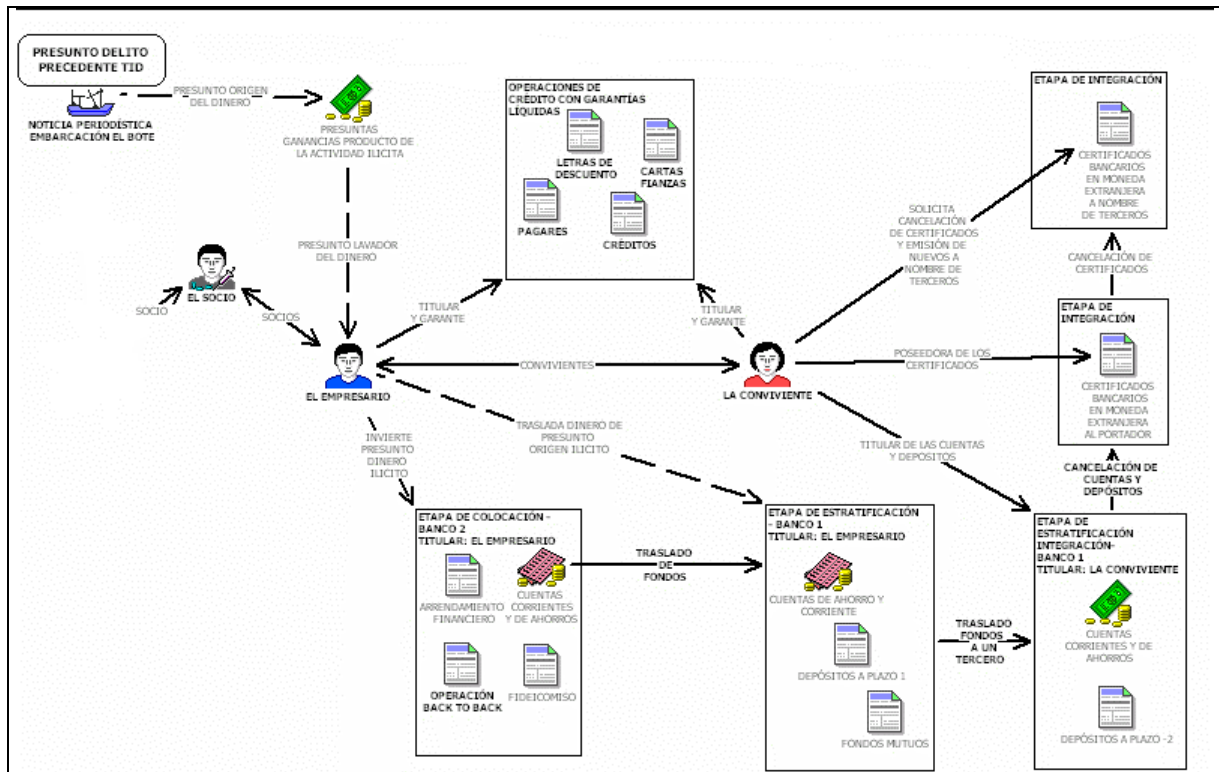 PRESUNTO DELITO
PRECEDENTE TID
NOTICIA PERIODÍSTICA
EMBARCACIÓN EL BOTE
PRESUNTO ORIGEN
DEL DINERO
PRESUNTAS
GANANCIAS PRODUCTO DE
LA ACTIVIDAD ILICITA
PRESUNTO LAVADOR
DEL DINERO
EL SOCIO
SOCIO
SOCIOS
EL EMPRESARIO
OPERACIONES DE
CRÉDITO CON GARANTÍAS
LÍQUIDAS
LETRAS DE
DESCUENTO
CARTAS
FIANZAS
PAGARES
CRÉDITOS
TITULAR
Y GARANTE
TITULAR
Y GARANTE
CONVIVIENTES
LA CONVIVIENTE
SOLICITA
CANCELACIÓN
DE CERTIFICADOS
Y EMISIÓN DE
NUEVOS A
NOMBRE DE
TERCEROS
ETAPA DE INTEGRACIÓN
CERTIFICADOS
BANCARIOS
EN MONEDA
EXTRANJERA
A NOMBRE
DE TERCEROS
CANCELACIÓN DE
CERTIFICADOS
POSEEDORA DE LOS
CERTIFICADOS
ETAPA DE
INTEGRACIÓN
CERTIFICADOS
BANCARIOS
EN MONEDA
EXTRANJERA
AL PORTADOR
INVIERTE
PRESUNTO
DINERO
ILICITO
TRASLADA DINERO DE
PRESUNTO
ORIGEN ILICITO
TITULAR DE LAS CUENTAS
Y DEPOSITOS
CANCELACIÓN DE
CUENTAS Y
DEPÓSITOS
ETAPA DE COLOCACIÓN -
BANCO 2
TITULAR: EL EMPRESARIO
ARRENDAMIENTO
FINANCIERO
CUENTAS
CORRIENTES
Y DE AHORROS
OPERACIÓN
BACK TO BACK
FIDEICOMISO
TRASLADO
DE
FONDOS
ETAPA DE ESTRATIFICACIÓN
- BANCO 1
TITULAR: EL EMPRESARIO
CUENTAS DE AHORRO Y
CORRIENTE
DEPÓSITOS A PLAZO 1
FONDOS MUTUOS
TRASLADO
FONDOS
A UN
TERCERO
ETAPA DE
ESTRATIFICACIÓN
INTEGRACIÓN-
BANCO 1
TITULAR: LA CONVIVIENTE
CUENTAS
CORRIENTES Y DE
AHORROS
DEPÓSITOS A PLAZO -2